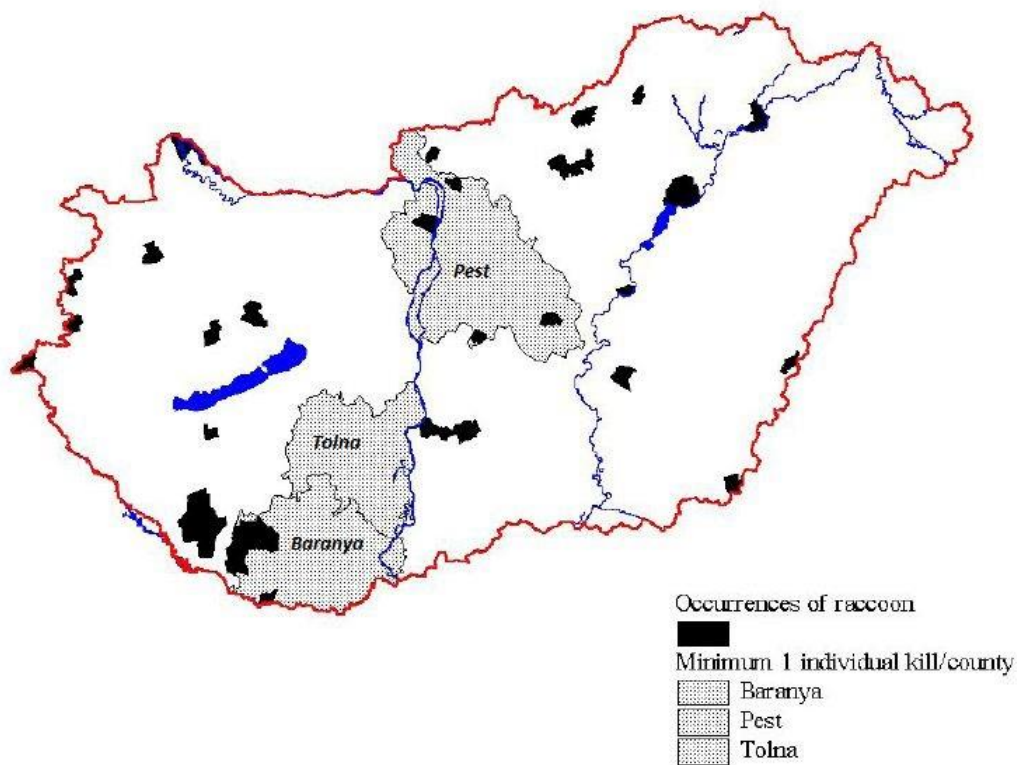 Pest
Tolna
Baranya
Occurrences of raccoon
Minimum 1 individual kill/county
Baranya
Pest
Tolna